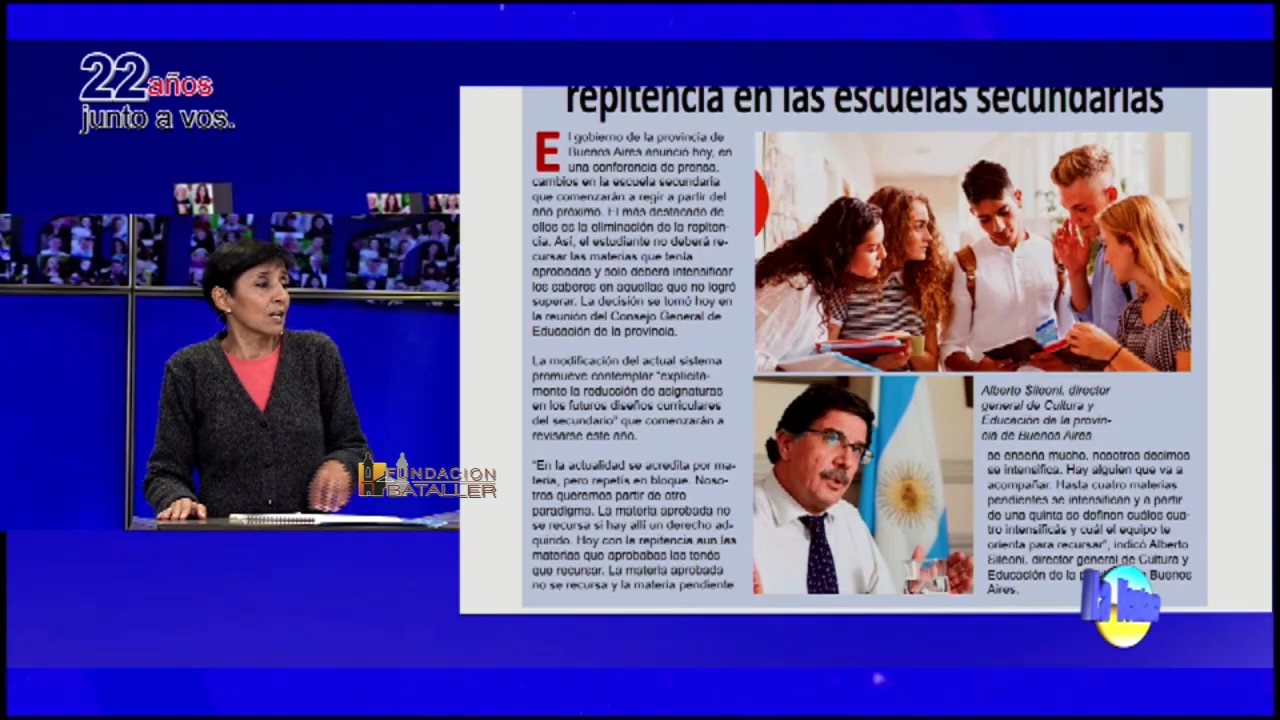 22 años
junto a vos.
repitencia en las escuelas secundarias
El gobierno de la provincia de
Buenos Aires anunció hoy, en
una conferencia de prensa,
cambios en la escuela secundaria
que comenzarán a regir a partir del
año próximo. El más destacado de
ellos es la eliminación de la repiten-
cia. Así, el estudiante no deberá re-
cursar las materias que tenía
aprobadas y solo deberá intensificar
los saberes en aquellas que no logró
superar. La decisión se tomó hoy en
la reunión del Consejo General de
Educación de la provincia.
La modificación del actual sistema
promueve contemplar "explícita-
mente la reducción de asignaturas
en los futuros diseños curriculares
del secundario" que comenzarán a
revisarse este año.
"En la actualidad se acredita por ma-
teria, pero repetís en bloque. Noso-
tros queremos partir de otro
paradigma. La materia aprobada no
se recursa si hay allí un derecho ad-
quirido. Hoy con la repitencia aun las
materias que aprobabas las tenés
que recursar. La materia aprobada
no se recursa y la materia pendiente
Alberto Sileoni, director
general de Cultura y
Educación de la provin-
cia de Buenos Aires
se enseña mucho, nosotros decimos
se intensifica. Hay alguien que va a
acompañar. Hasta cuatro materias
pendientes se intensifican y a partir
de una quinta se definen cuáles cua-
tro intensificás y cuál el equipo te
orienta para recursar", indicó Alberto
Sileoni, director general de Cultura y
Educación de la Buenos
Aires.
FUNDACION
BATALLER